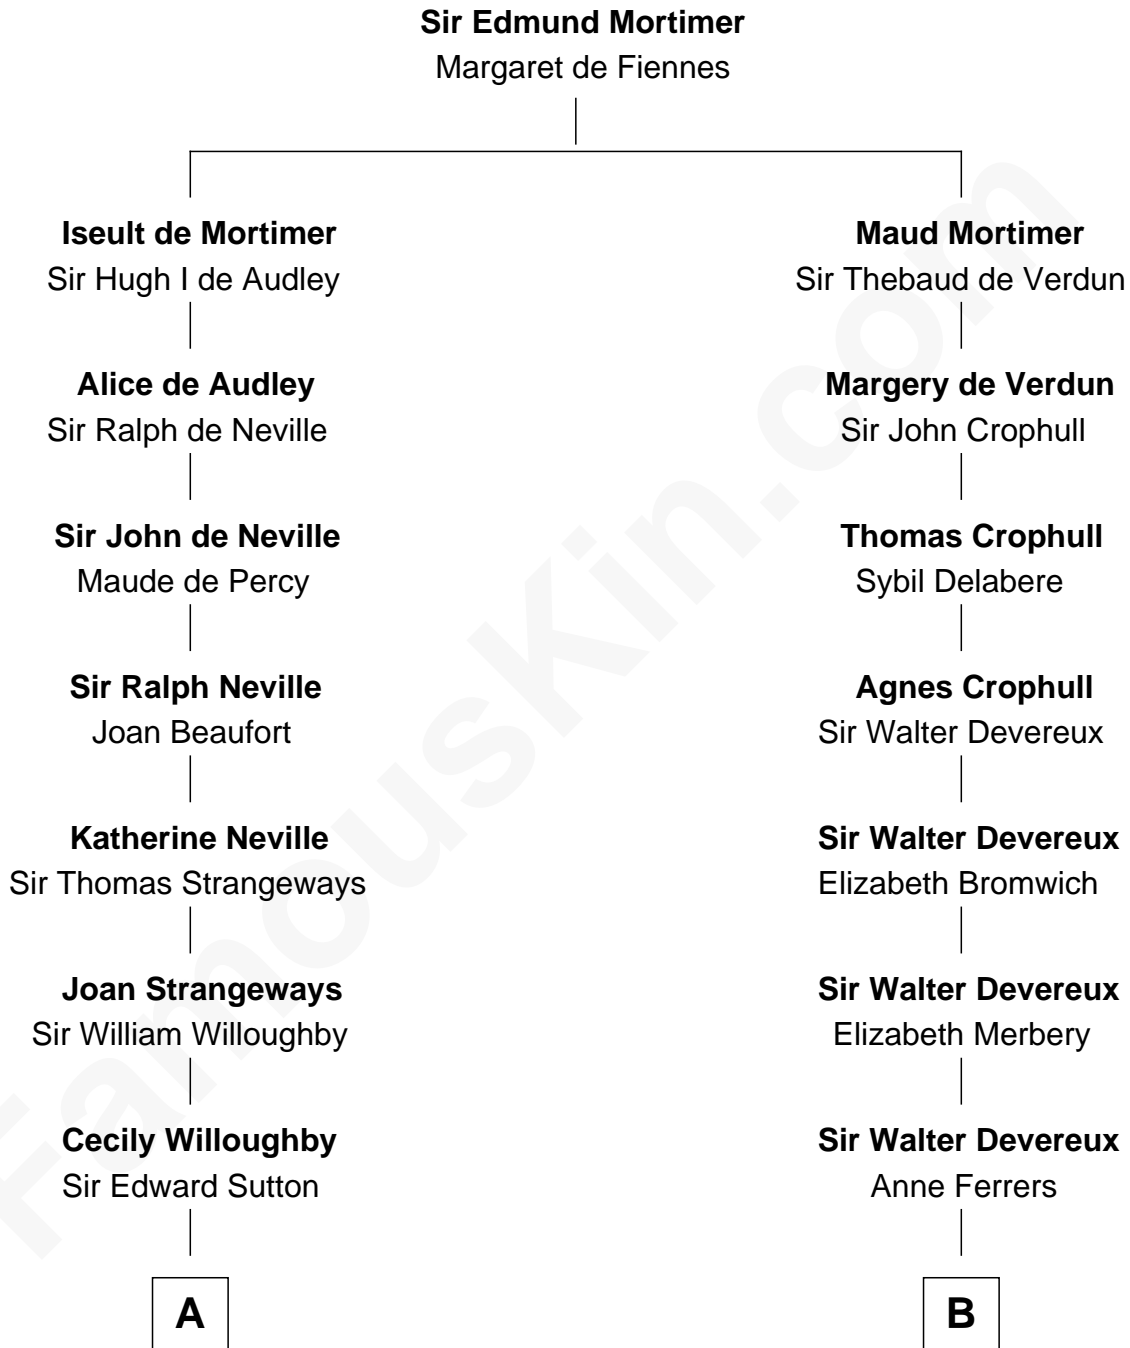 Sir Edmund Mortimer
Margaret de Fiennes
Iseult de Mortimer
Sir Hugh I de Audley
Maud Mortimer
Sir Thebaud de Verdun
Alice de Audley
Sir Ralph de Neville
Margery de Verdun
Sir John Crophull
Sir John de Neville
Maude de Percy
Thomas Crophull
Sybil Delabere
Sir Ralph Neville
Joan Beaufort
Agnes Crophull
Sir Walter Devereux
Katherine Neville
Sir Thomas Strangeways
Sir Walter Devereux
Elizabeth Bromwich
Joan Strangeways
Sir William Willoughby
Sir Walter Devereux
Elizabeth Merbery
Cecily Willoughby
Sir Edward Sutton
Sir Walter Devereux
Anne Ferrers
A
B
FamousKin.com